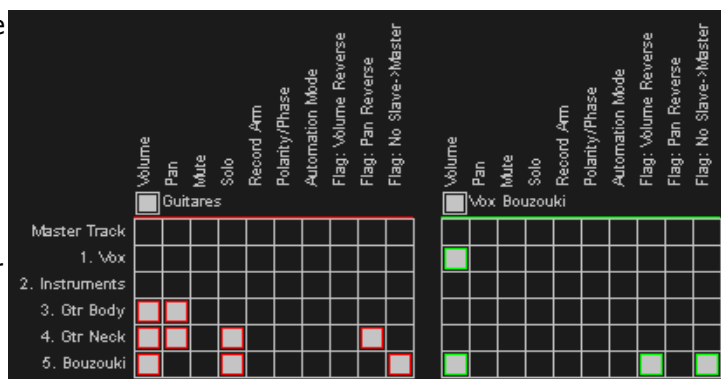 e
Volume
Pan
Mute
Solo
Record Arm
Polarity/Phase
Automation Mode
Flag: Volume Reverse
Flag: Pan Reverse
Flag: No Slave->Master
Volume
Pan
Mute
Solo
Record Arm
Polarity/Phase
Automation Mode
Flag: Volume Reverse
Flag: Pan Reverse
Flag: No Slave->Master
Guitares
Vox Bouzouki
Master Track
1. Vox
2. Instruments
3. Gtr Body
4. Gtr Neck
5. Bouzouki